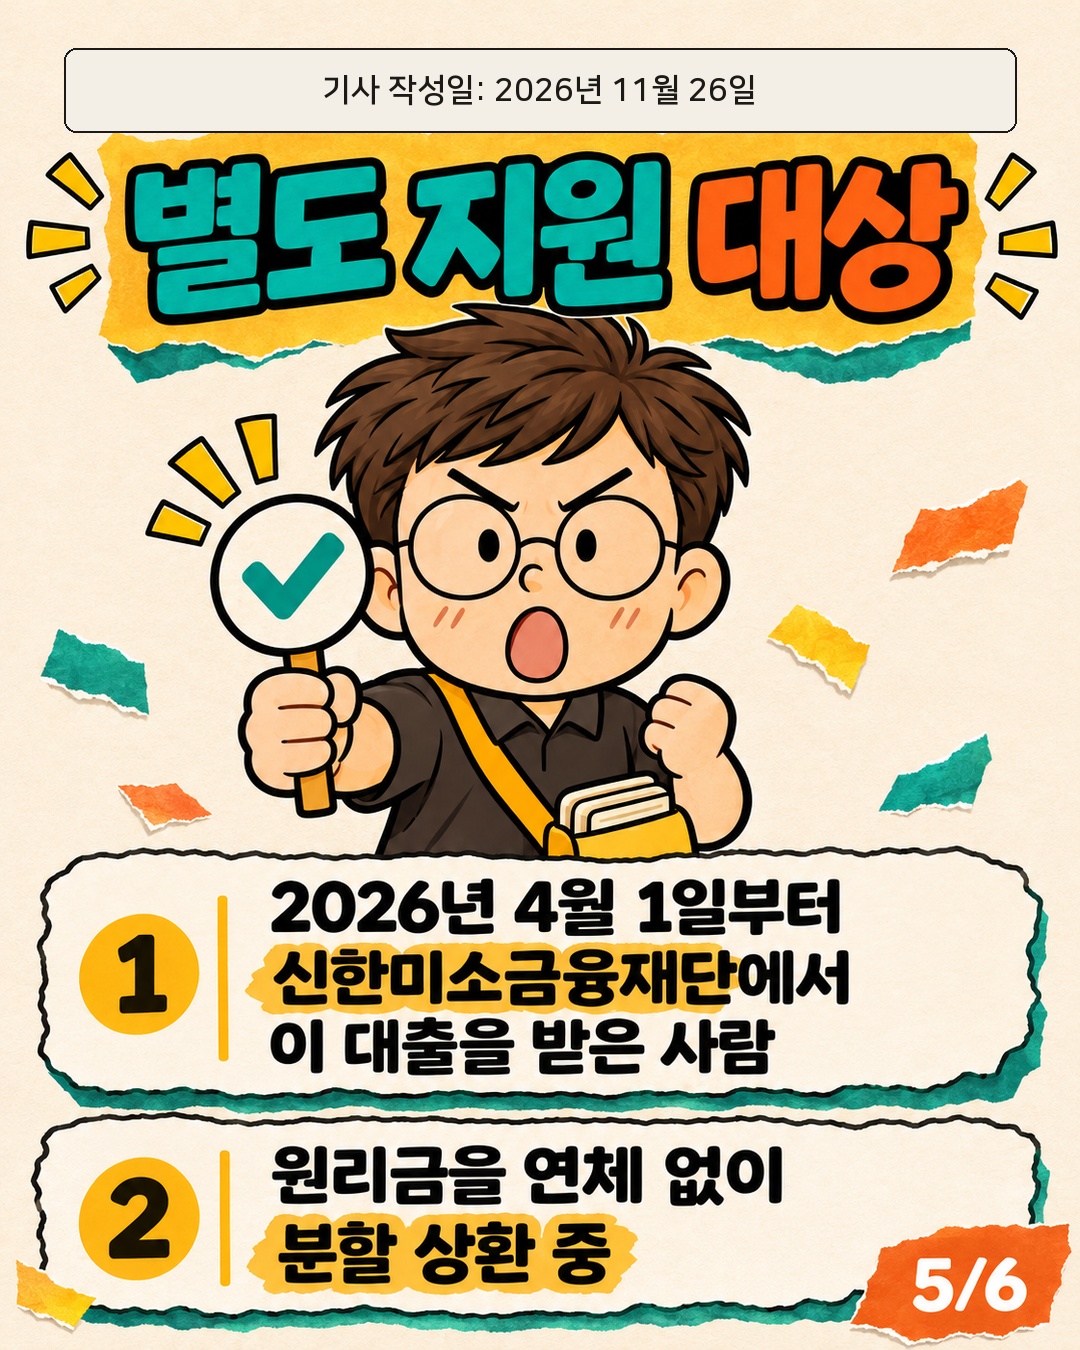 기사 작성일: 2026년 11월 26일
별도 지원 대상
1
2026년 4월 1일부터
신한미소금융재단에서
이 대출을 받은 사람
2
원리금을 연체 없이
분할 상환 중
5/6